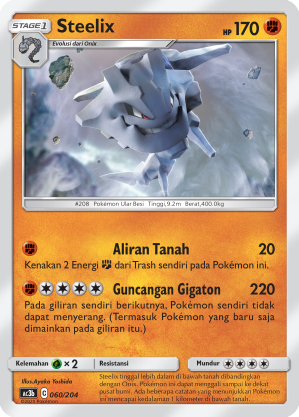 STAGE 1 Steelix HP 170
Evolusi dari Onix
#208 Pokémon Ular Besi Tinggi,9.2m Berat,400.0kg
Aliran Tanah 20
Kenakan 2 Energi dari Trash sendiri pada Pokémon ini.
Guncangan Gigaton 220
Pada giliran sendiri berikutnya, Pokémon sendiri tidak
dapat menyerang. (Termasuk Pokémon yang baru saja
dimainkan pada giliran itu.)
Kelemahan ×2 Resistansi Mundur
Ilus.Ayaka Yoshida
Steelix tinggal lebih dalam di bawah tanah dibandingkan
dengan Onix. Pokémon ini dapat menggali sampai ke dekat
pusat bumi.
060/204